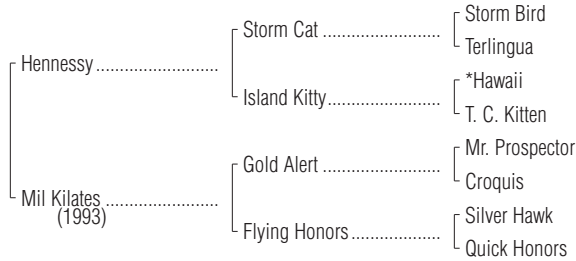 Storm Bird
Storm Cat ........................
Terlingua
Hennessy.........................
*Hawaii
Island Kitty.......................
T. C. Kitten
Mr. Prospector
Gold Alert ........................
Croquis
Mil Kilates .......................
(1993)
Silver Hawk
Flying Honors...................
Quick Honors